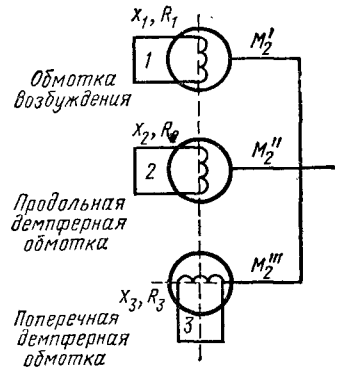 x₁, R₁
1
M₂′
Обмотка
возбуждения
x₂, R₂
2
M₂″
Продольная
демпферная
обмотка
M₂‴
x₃, R₃
3
Поперечная
демпферная
обмотка